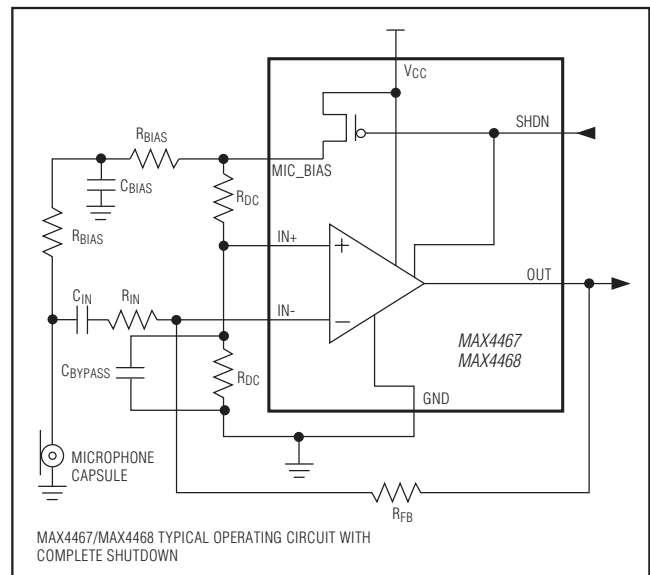 VCC
SHDN
RBIAS
MIC_BIAS
CBIAS
RDC
RBIAS
IN+
+
OUT
CIN
RIN
IN-
−
MAX4467
MAX4468
CBYPASS
RDC
GND
MICROPHONE
CAPSULE
RFB
MAX4467/MAX4468 TYPICAL OPERATING CIRCUIT WITH
COMPLETE SHUTDOWN